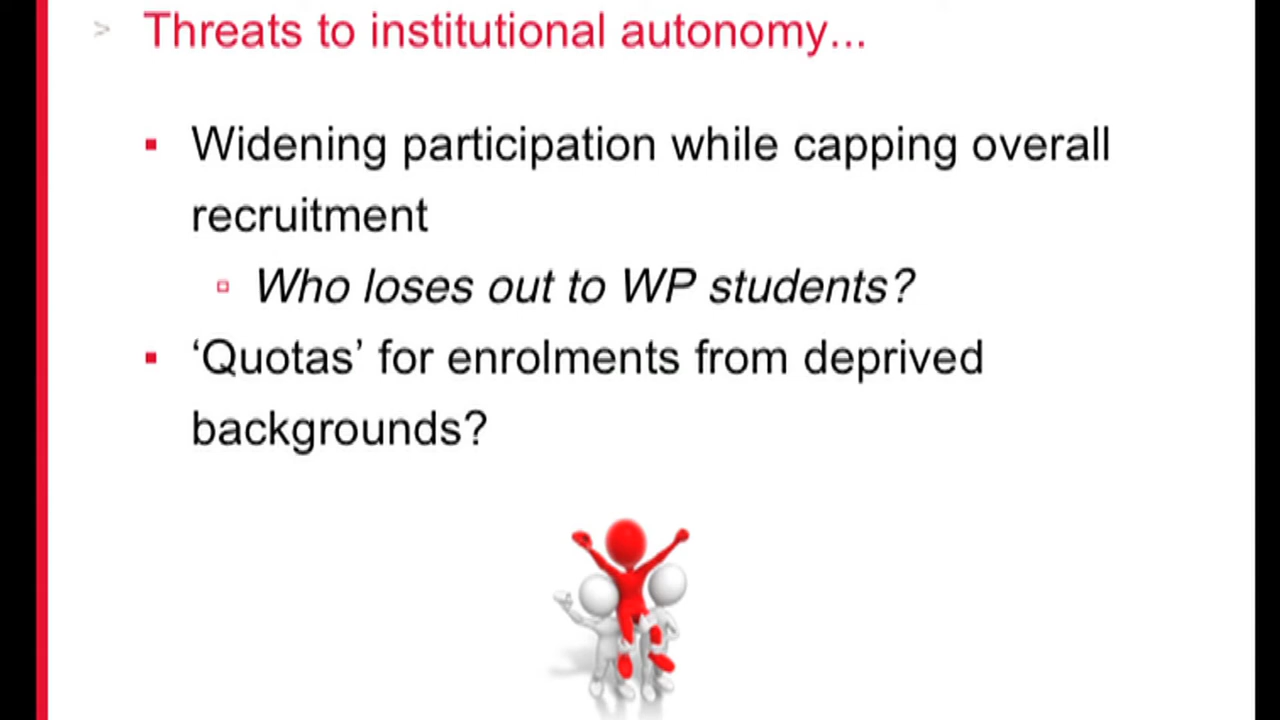 > Threats to institutional autonomy...
▪ Widening participation while capping overall
recruitment
▫ Who loses out to WP students?
▪ ‘Quotas’ for enrolments from deprived
backgrounds?